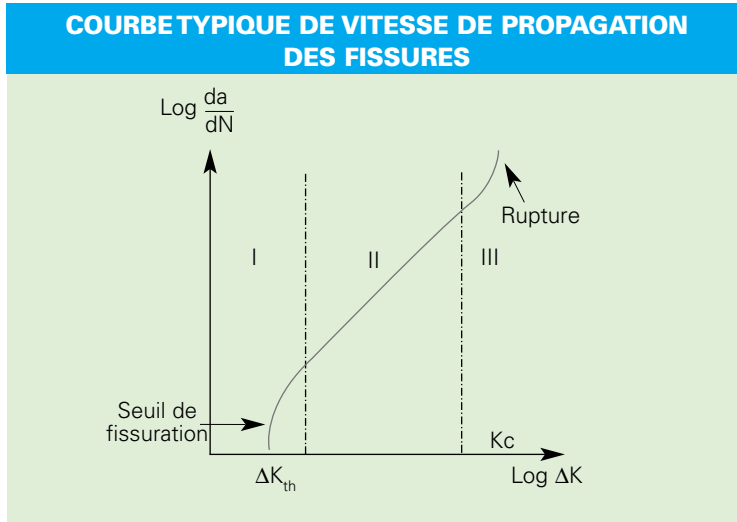 COURBE TYPIQUE DE VITESSE DE PROPAGATION
DES FISSURES
Log da/dN
Rupture
I
II
III
Seuil de
fissuration
Kc
ΔK_th
Log ΔK